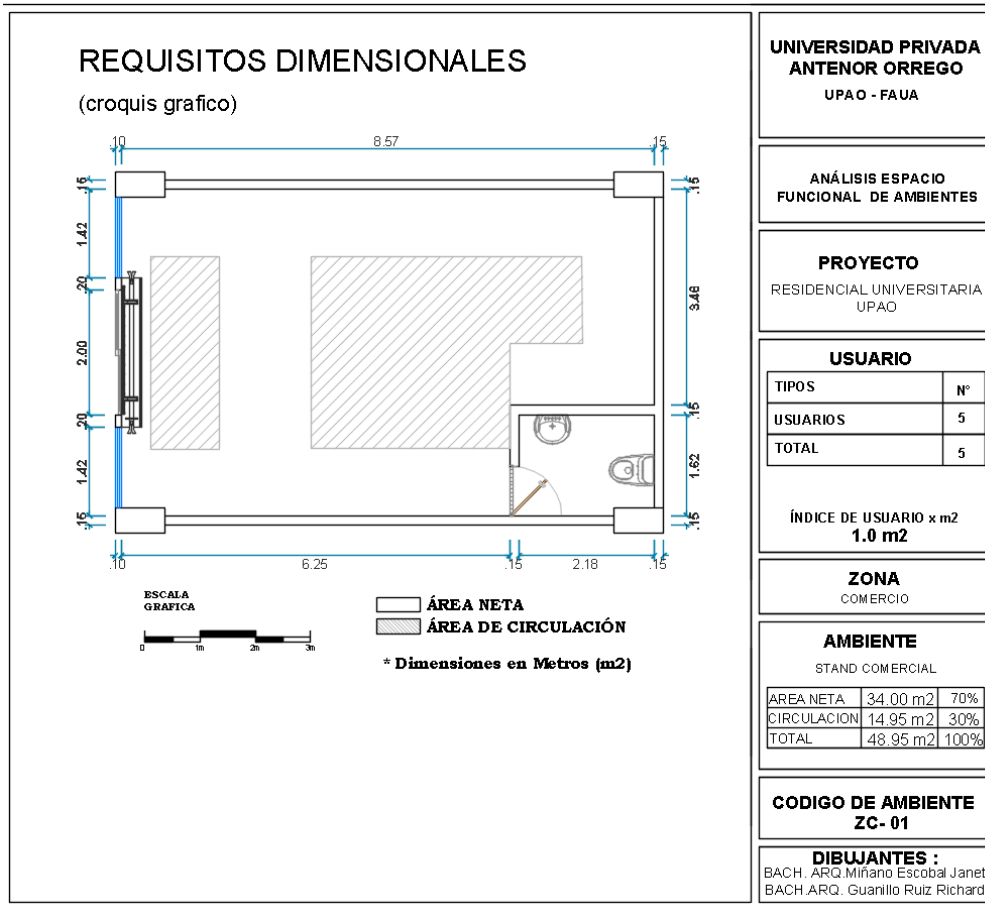 REQUISITOS DIMENSIONALES
(croquis grafico)
.10 8.57 .15
.15
1.42
.20
2.00
.20
1.42
.15
.15
3.46
.15
1.62
.15
.10 6.25 .15 2.18 .15
ESCALA
GRAFICA
0 1m 2m 3m
ÁREA NETA
ÁREA DE CIRCULACIÓN
* Dimensiones en Metros (m2)
UNIVERSIDAD PRIVADA
ANTENOR ORREGO
UPAO - FAUA
ANÁLISIS ESPACIO
FUNCIONAL DE AMBIENTES
PROYECTO
RESIDENCIAL UNIVERSITARIA
UPAO
USUARIO
TIPOS N°
USUARIOS 5
TOTAL 5
ÍNDICE DE USUARIO x m2
1.0 m2
ZONA
COMERCIO
AMBIENTE
STAND COMERCIAL
AREA NETA 34.00 m2 70%
CIRCULACION 14.95 m2 30%
TOTAL 48.95 m2 100%
CODIGO DE AMBIENTE
ZC- 01
DIBUJANTES :
BACH. ARQ.Miñano Escobal Janet
BACH.ARQ. Guanillo Ruiz Richard